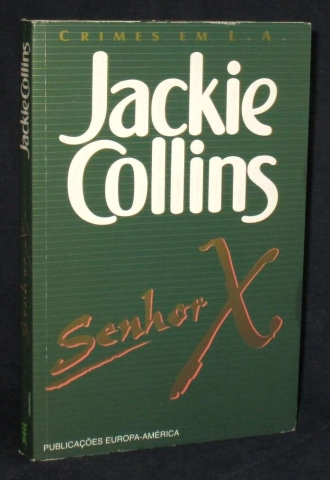 CRIMES EM L.A.
Jackie
Collins
Senhor X
PUBLICAÇÕES EUROPA-AMÉRICA
Jackie Collins